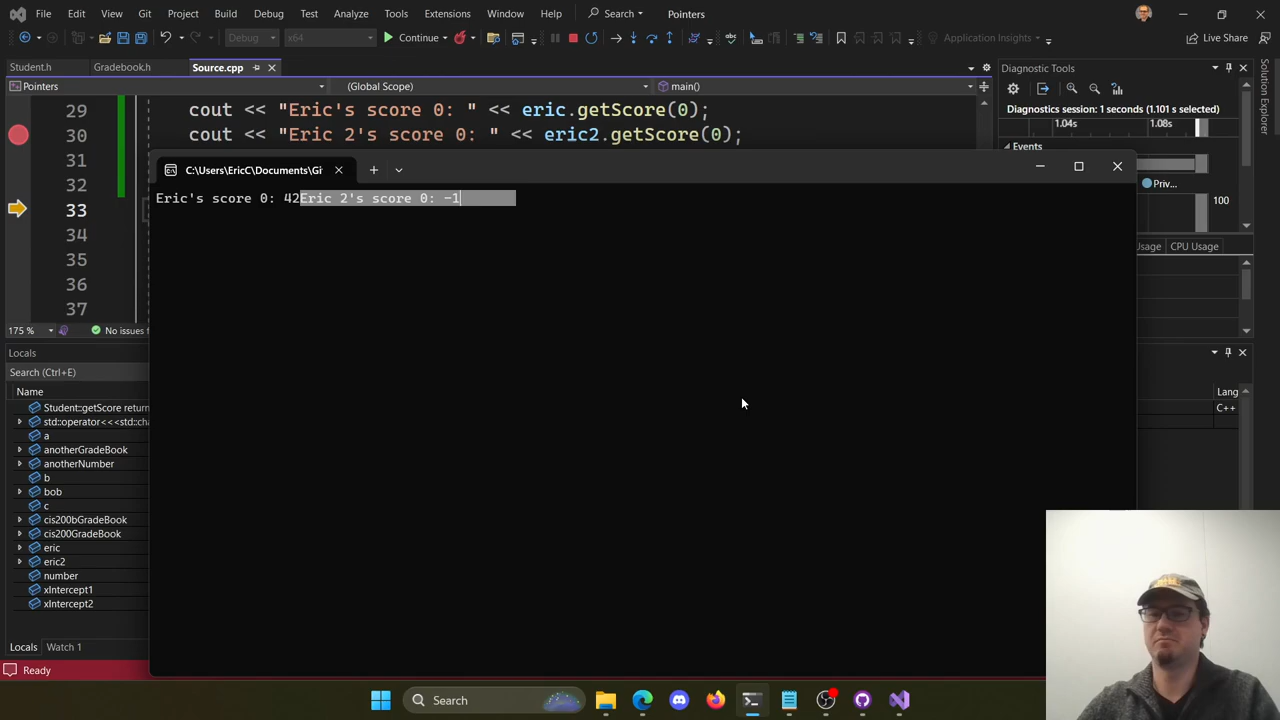 File Edit View Git Project Build Debug Test Analyze Tools Extensions Window Help Search Pointers
Debug x64 Continue Application Insights Live Share
Student.h Gradebook.h Source.cpp
Pointers (Global Scope) main()
29 cout << "Eric's score 0: " << eric.getScore(0);
30 cout << "Eric 2's score 0: " << eric2.getScore(0);
31
32
33
34
35
36
37
175 % No issues f
C:\Users\EricC\Documents\Gi
Eric's score 0: 42Eric 2's score 0: -1
Diagnostic Tools
Diagnostics session: 1 seconds (1.101 s selected)
1.04s 1.08s
Events
Priv...
Usage CPU Usage
Solution Explorer
Locals
Search (Ctrl+E)
Name
Lang
Student::getScore return
C++
std::operator<<<std::cha
a
anotherGradeBook
anotherNumber
b
bob
c
cis200bGradeBook
cis200GradeBook
eric
eric2
number
xIntercept1
xIntercept2
Locals Watch 1
Ready
Search